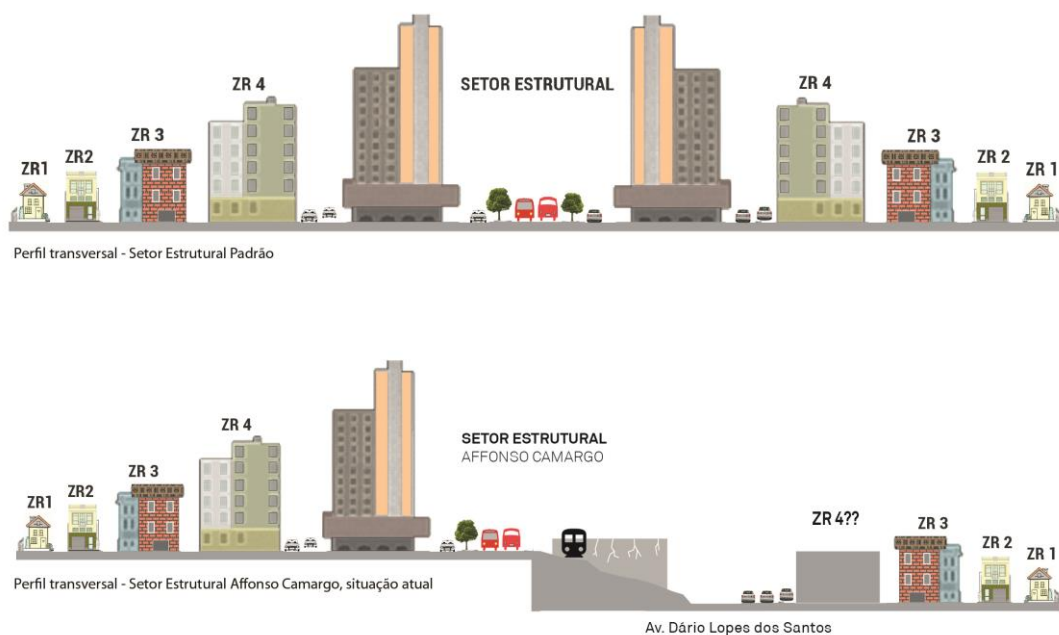 ZR1
ZR2
ZR 3
ZR 4
SETOR ESTRUTURAL
ZR 4
ZR 3
ZR 2
ZR 1
Perfil transversal - Setor Estrutural Padrão
ZR1
ZR2
ZR 3
ZR 4
SETOR ESTRUTURAL
AFFONSO CAMARGO
ZR 4??
ZR 3
ZR 2
ZR 1
Perfil transversal - Setor Estrutural Affonso Camargo, situação atual
Av. Dário Lopes dos Santos